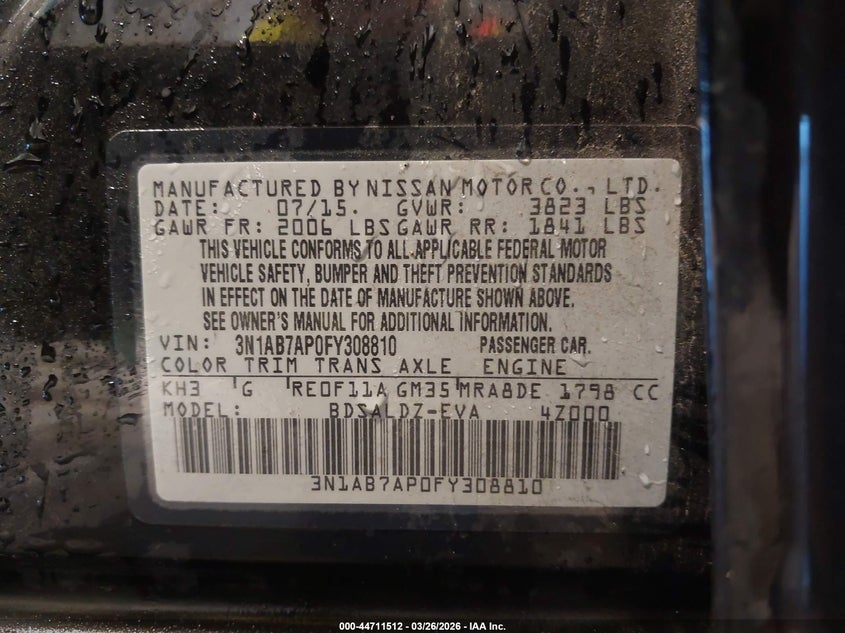 MANUFACTURED BY NISSAN MOTOR CO., LTD.
DATE: 07/15. GVWR: 3823 LBS
GAWR FR: 2006 LBS GAWR RR: 1841 LBS
THIS VEHICLE CONFORMS TO ALL APPLICABLE FEDERAL MOTOR
VEHICLE SAFETY, BUMPER AND THEFT PREVENTION STANDARDS
IN EFFECT ON THE DATE OF MANUFACTURE SHOWN ABOVE.
SEE OWNER'S MANUAL FOR ADDITIONAL INFORMATION.
VIN: 3N1AB7AP0FY308810 PASSENGER CAR.
COLOR TRIM TRANS AXLE ENGINE
KH3 G RE0F11A GM35 MRA8DE 1798 CC
MODEL: BDSALDZ-EVA 4Z000
3N1AB7AP0FY308810
000-44711512 - 03/26/2026 - IAA Inc.